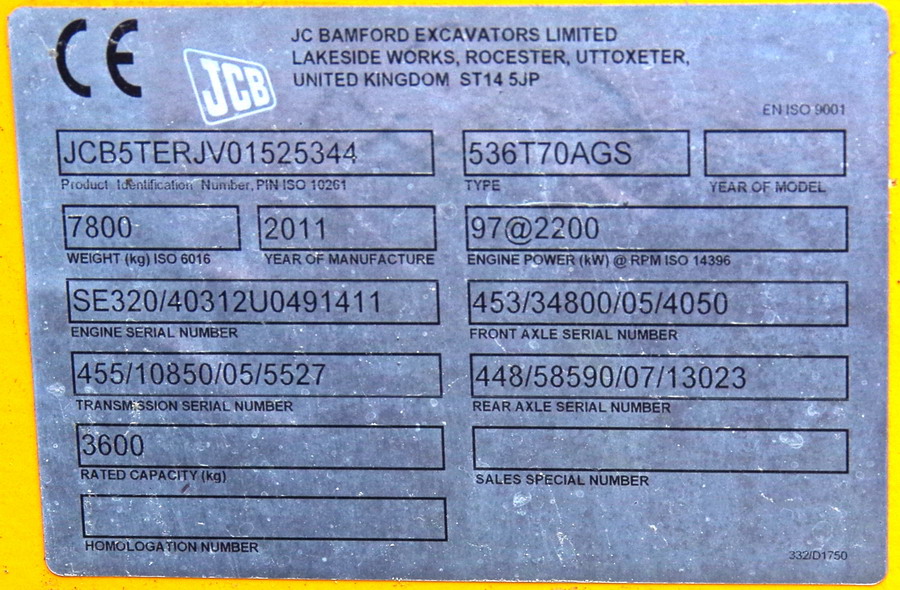 CE
JCB
JC BAMFORD EXCAVATORS LIMITED
LAKESIDE WORKS, ROCESTER, UTTOXETER,
UNITED KINGDOM ST14 5JP
EN ISO 9001
JCB5TERJV01525344 536T70AGS
Product Identification Number, PIN ISO 10261 TYPE YEAR OF MODEL
7800 2011 97@2200
WEIGHT (kg) ISO 6016 YEAR OF MANUFACTURE ENGINE POWER (kW) @ RPM ISO 14396
SE320/40312U0491411 453/34800/05/4050
ENGINE SERIAL NUMBER FRONT AXLE SERIAL NUMBER
455/10850/05/5527 448/58590/07/13023
TRANSMISSION SERIAL NUMBER REAR AXLE SERIAL NUMBER
3600
RATED CAPACITY (kg) SALES SPECIAL NUMBER
HOMOLOGATION NUMBER
332/D1750